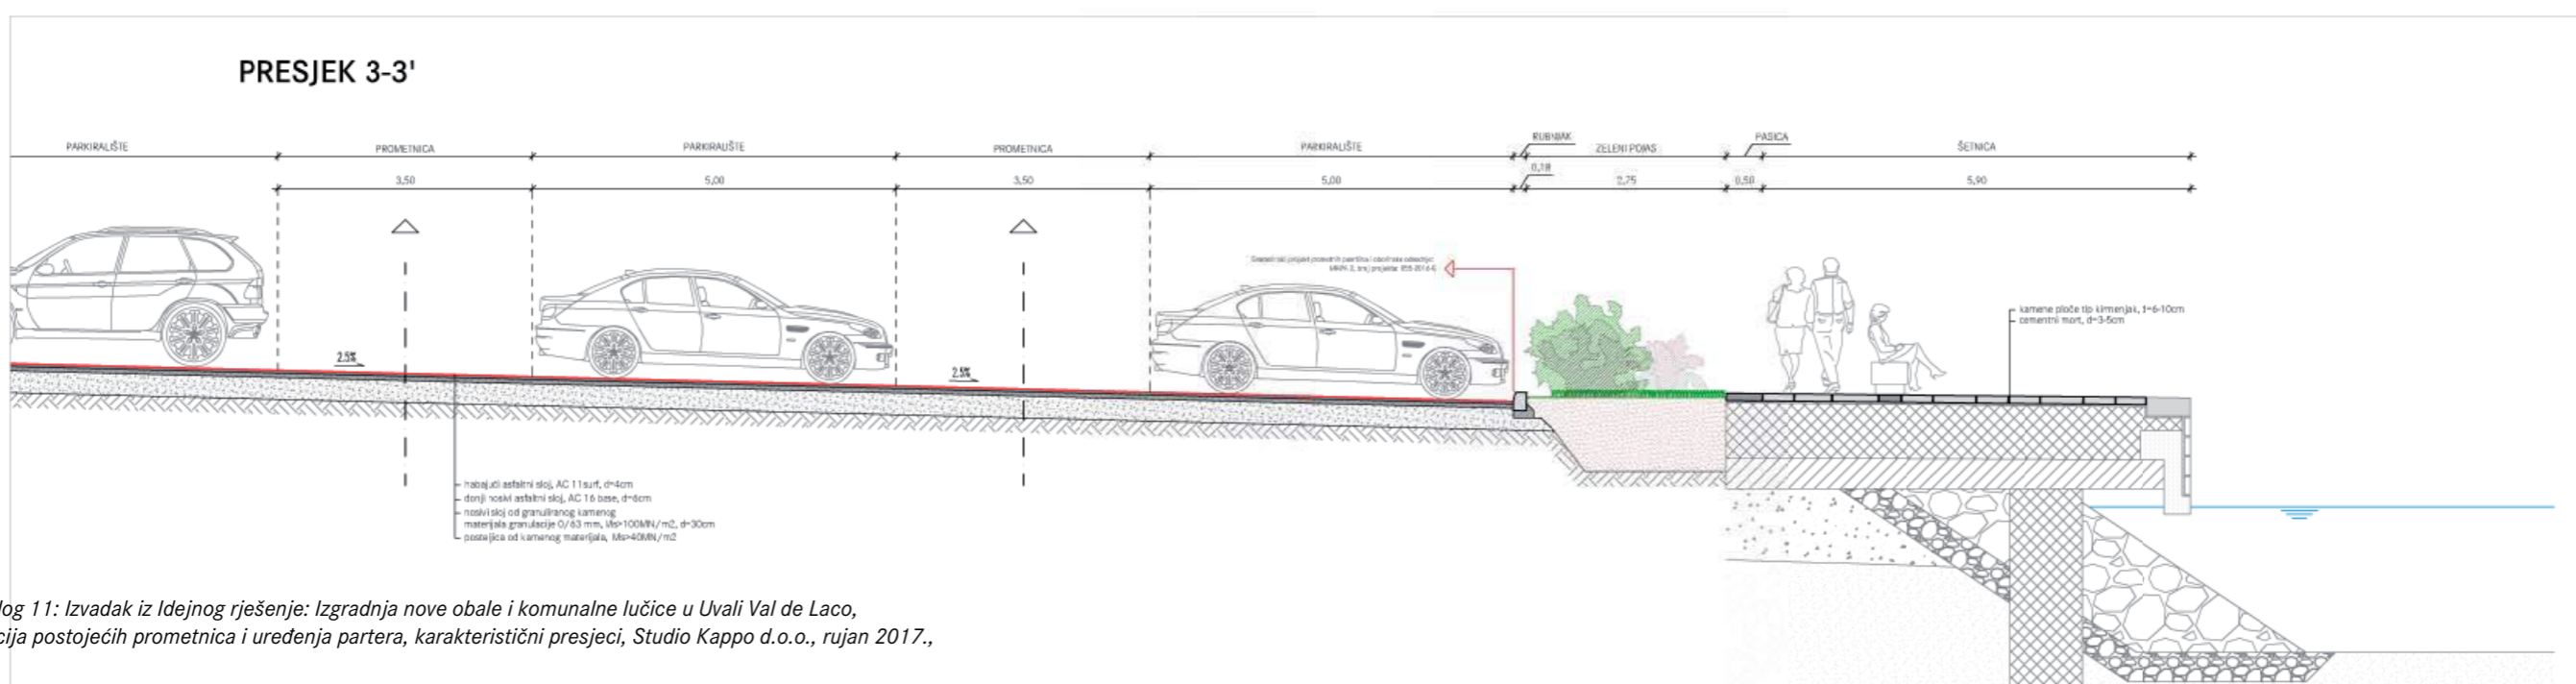 PRESJEK 3-3'
PARKIRALIŠTE PROMETNICA PARKIRALIŠTE PROMETNICA PARKIRALIŠTE RUBNJAK ZELENI POJAS PASICA ŠETNICA
3,50 5,00 3,50 5,00 0,18 2,75 0,50 5,90
kamene ploče tip kirmenjak, t=6-10cm
cementni mort, d=3-5cm
2.5% 2.5%
habajući asfaltni sloj, AC 11surf, d=4cm
donji nosivi asfaltni sloj, AC 16 base, d=6cm
nosivi sloj od granuliranog kamenog
materijala granulacije 0/63 mm, Ms>100MN/m2, d=30cm
posteljica od kamenog materijala, Ms>40MN/m2
log 11: Izvadak iz Idejnog rješenje: Izgradnja nove obale i komunalne lučice u Uvali Val de Laco,
cija postojećih prometnica i uređenja partera, karakteristični presjeci, Studio Kappo d.o.o., rujan 2017.,